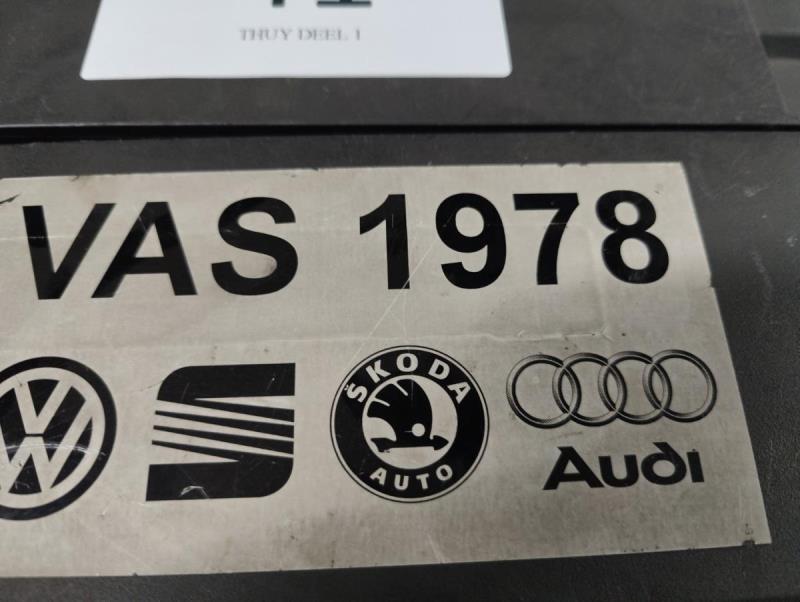 THUY DEEL 1
VAS 1978
ŠKODA
AUTO
Audi